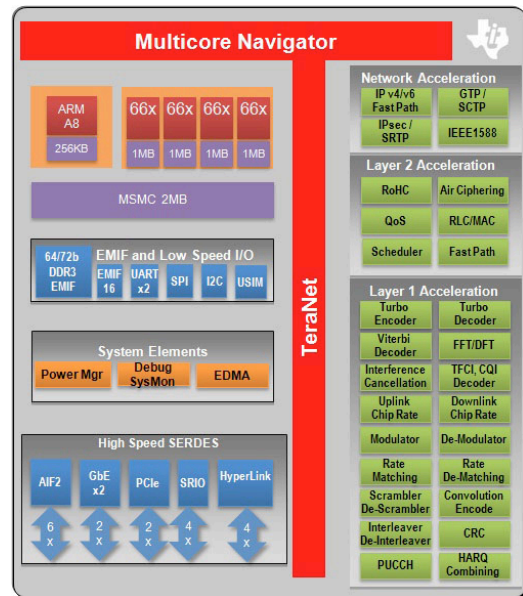 Multicore Navigator
TeraNet
ARM
A8
256KB
66x 66x 66x 66x
1MB 1MB 1MB 1MB
MSMC 2MB
EMIF and Low Speed I/O
64/72b
DDR3
EMIF
EMIF
16
UART
x2
SPI
I2C
USIM
System Elements
Power Mgr
Debug
SysMon
EDMA
High Speed SERDES
AIF2
GbE
x2
PCIe
SRIO
HyperLink
6
x
2
x
2
x
4
x
4
x
Network Acceleration
IP v4/v6
Fast Path
GTP /
SCTP
IPsec /
SRTP
IEEE1588
Layer 2 Acceleration
RoHC
Air Ciphering
QoS
RLC/MAC
Scheduler
Fast Path
Layer 1 Acceleration
Turbo
Encoder
Turbo
Decoder
Viterbi
Decoder
FFT/DFT
Interference
Cancellation
TFCI, CQI
Decoder
Uplink
Chip Rate
Downlink
Chip Rate
Modulator
De-Modulator
Rate
Matching
Rate
De-Matching
Scrambler
De-Scrambler
Convolution
Encode
Interleaver
De-Interleaver
CRC
PUCCH
HARQ
Combining